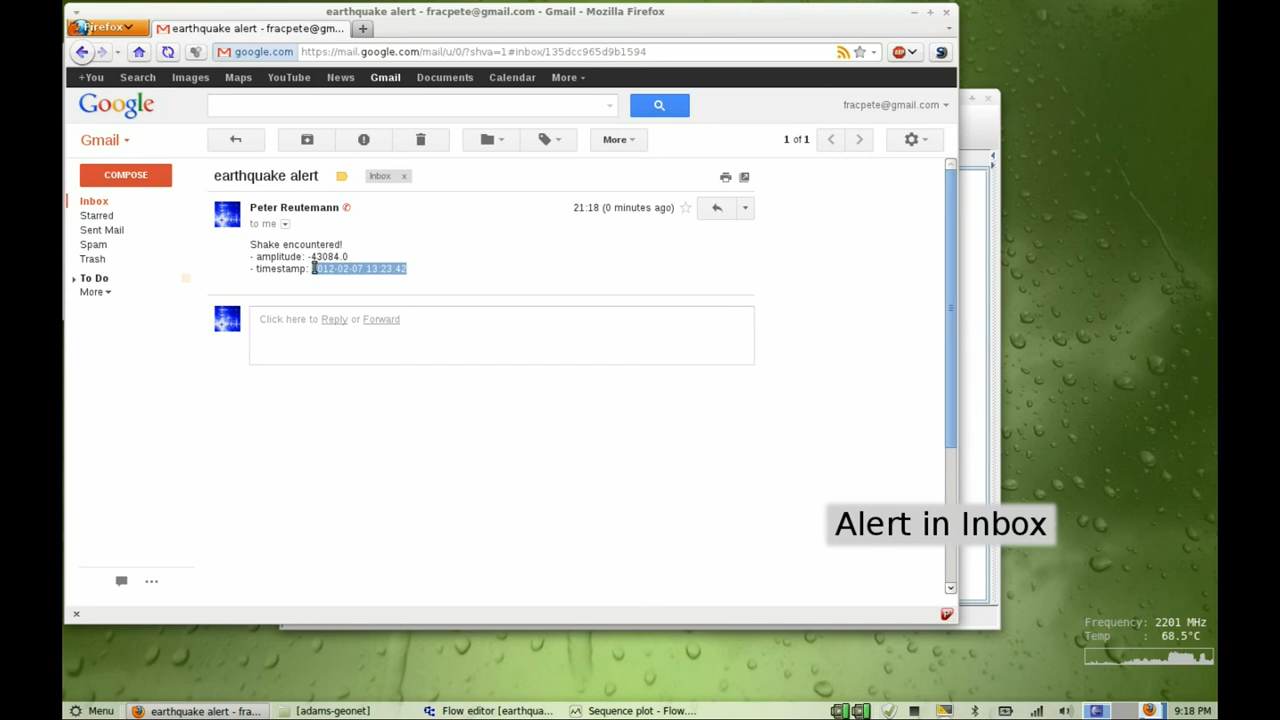 earthquake alert - fracpete@gmail.com - Gmail - Mozilla Firefox
Firefox
earthquake alert - fracpete@gm...
google.com https://mail.google.com/mail/u/0/?shva=1#inbox/135dcc965d9b1594
ABP
+You Search Images Maps YouTube News Gmail Documents Calendar More
Google
fracpete@gmail.com
Gmail
More
1 of 1
COMPOSE
earthquake alert
Inbox x
Inbox
Starred
Sent Mail
Spam
Trash
To Do
More
Peter Reutemann
21:18 (0 minutes ago)
to me
Shake encountered!
- amplitude: -43084.0
- timestamp: 2012-02-07 13:23:42
Click here to Reply or Forward
Alert in Inbox
Frequency: 2201 MHz
Temp : 68.5°C
Menu
earthquake alert - fra...
[adams-geonet]
Flow editor [earthqua...
Sequence plot - Flow....
9:18 PM